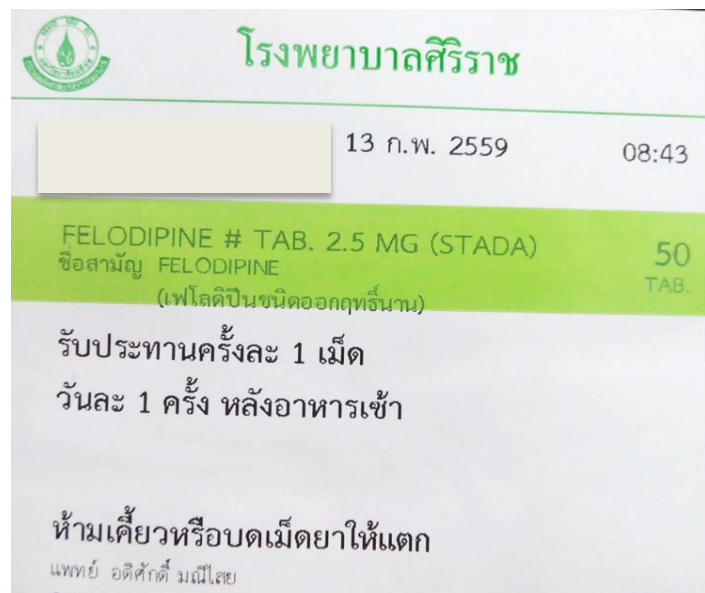 โรงพยาบาลศิริราช
13 ก.พ. 2559 08:43
FELODIPINE # TAB. 2.5 MG (STADA) 50
ชื่อสามัญ FELODIPINE TAB.
(เฟโลดิปีนชนิดออกฤทธิ์นาน)
รับประทานครั้งละ 1 เม็ด
วันละ 1 ครั้ง หลังอาหารเช้า
ห้ามเคี้ยวหรือบดเม็ดยาให้แตก
แพทย์ อดิศักดิ์ มณีไสย